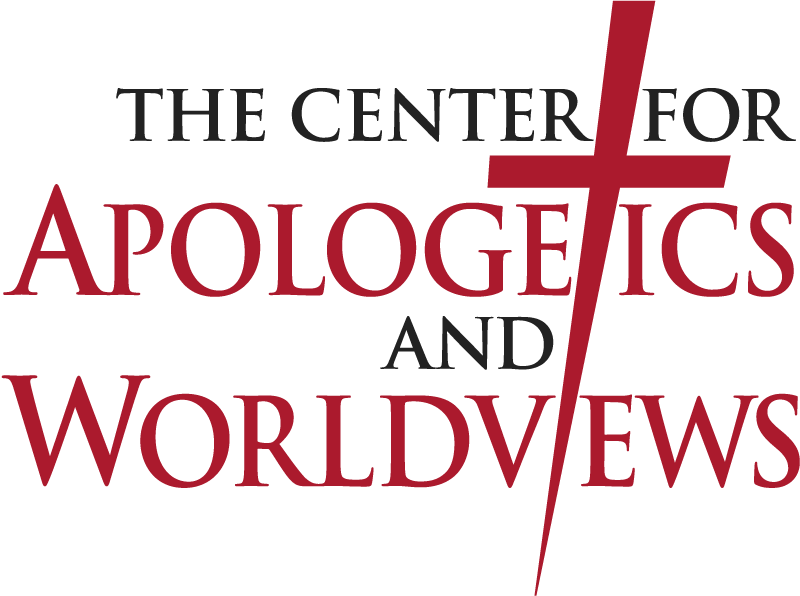 THE CENTER FOR
APOLOGETICS
AND
WORLDVIEWS